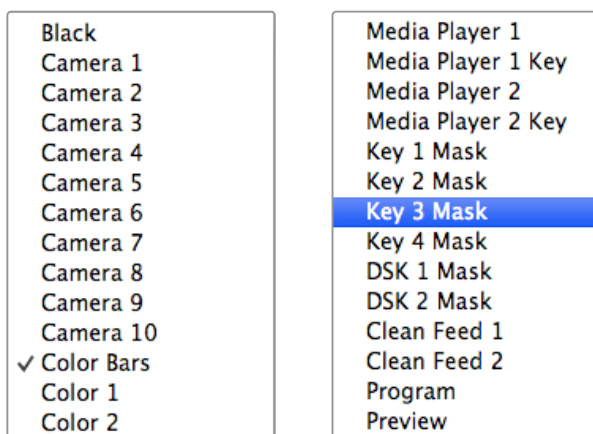 Black
Camera 1
Camera 2
Camera 3
Camera 4
Camera 5
Camera 6
Camera 7
Camera 8
Camera 9
Camera 10
✓ Color Bars
Color 1
Color 2
Media Player 1
Media Player 1 Key
Media Player 2
Media Player 2 Key
Key 1 Mask
Key 2 Mask
Key 3 Mask
Key 4 Mask
DSK 1 Mask
DSK 2 Mask
Clean Feed 1
Clean Feed 2
Program
Preview